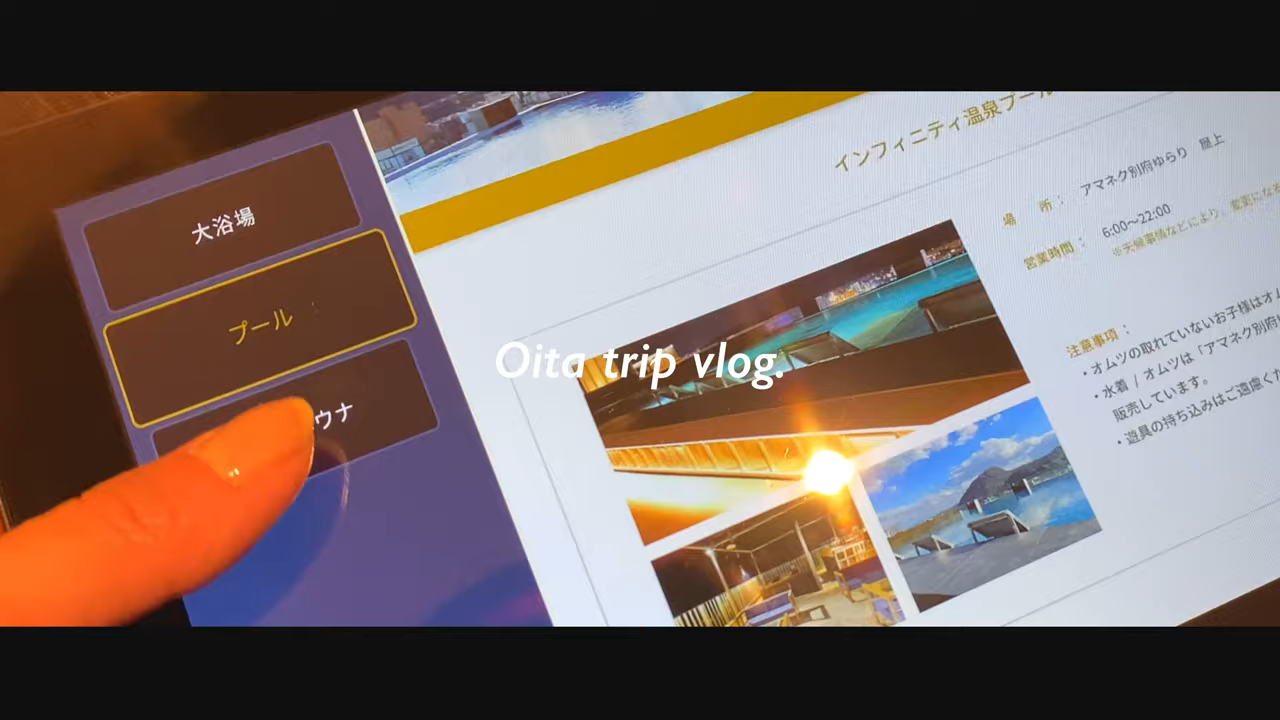 大浴場
プール
ウナ
Oita trip vlog.
インフィニティ温泉プール
場 所： アマネク別府ゆらり 屋上
営業時間： 6:00～22:00
※天候事情などにより、営業になら
注意事項：
・オムツの取れていないお子様はオ
・水着 / オムツは「アマネク別府
販売しています。
・遊具の持ち込みはご遠慮くだ